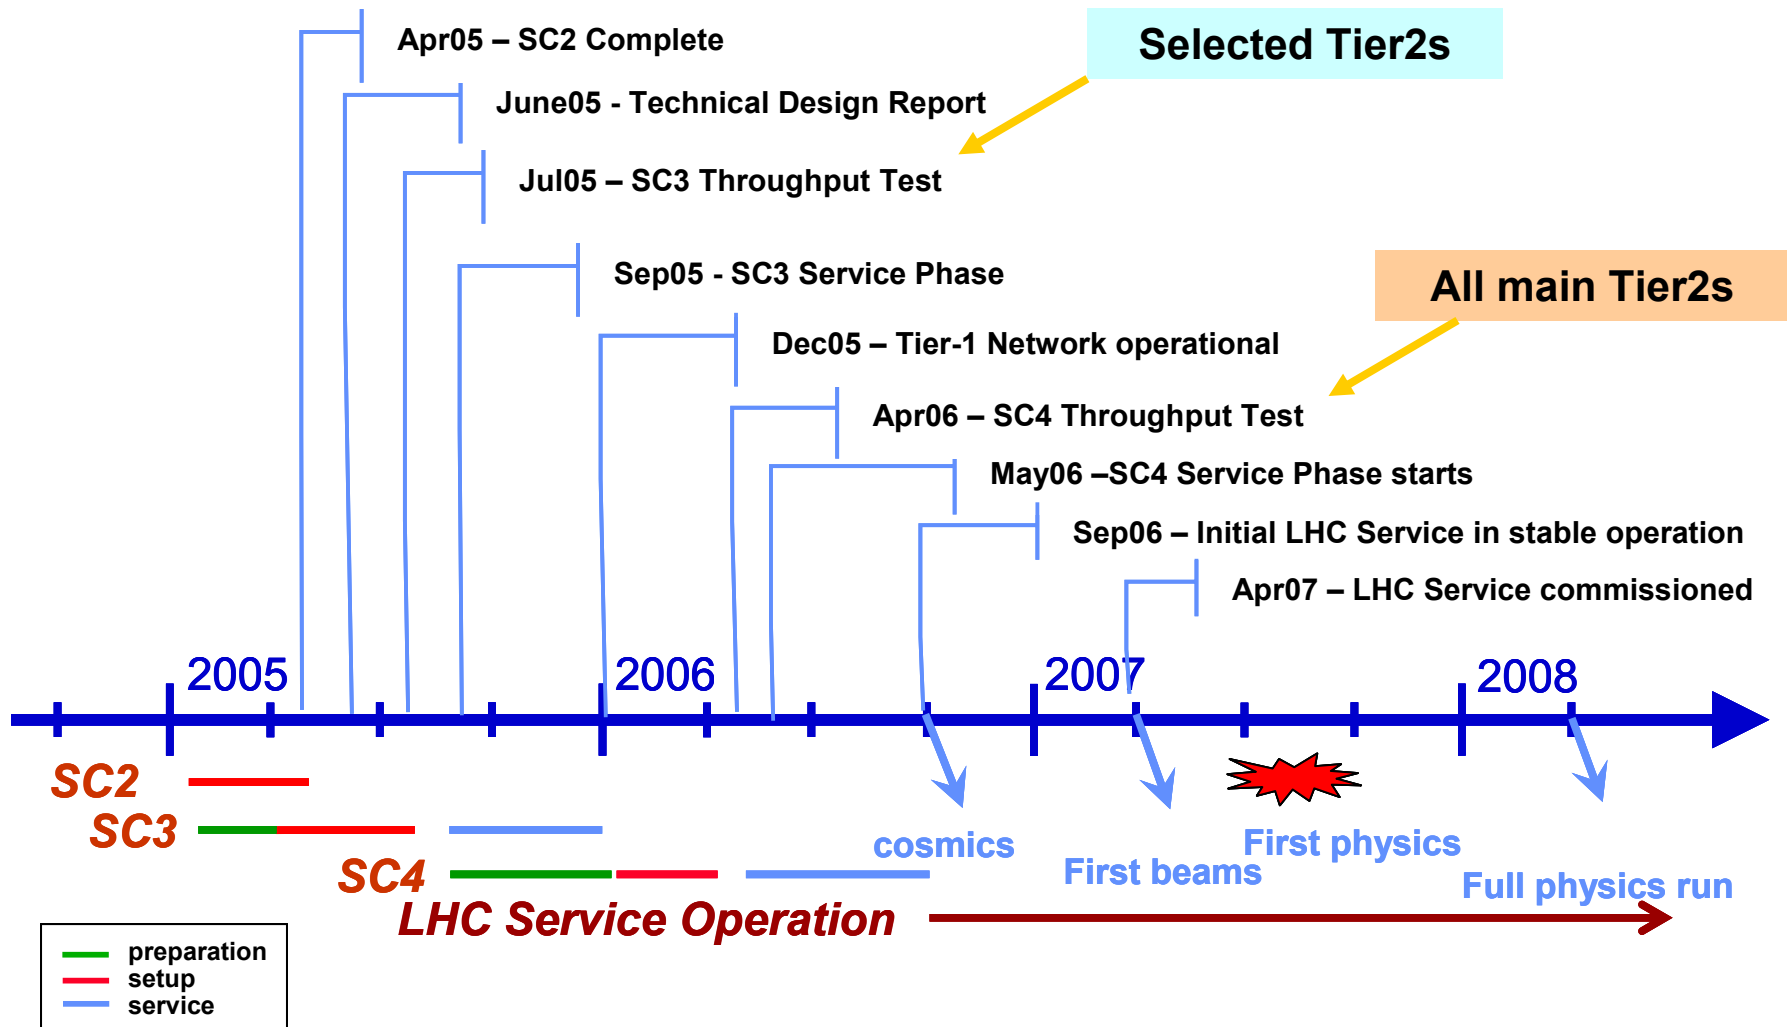 Apr05 – SC2 Complete
Selected Tier2s
June05 - Technical Design Report
Jul05 – SC3 Throughput Test
Sep05 - SC3 Service Phase
All main Tier2s
Dec05 – Tier-1 Network operational
Apr06 – SC4 Throughput Test
May06 –SC4 Service Phase starts
Sep06 – Initial LHC Service in stable operation
Apr07 – LHC Service commissioned
2005
2006
2007
2008
SC2
SC3
SC4
LHC Service Operation
cosmics
First beams
First physics
Full physics run
preparation
setup
service